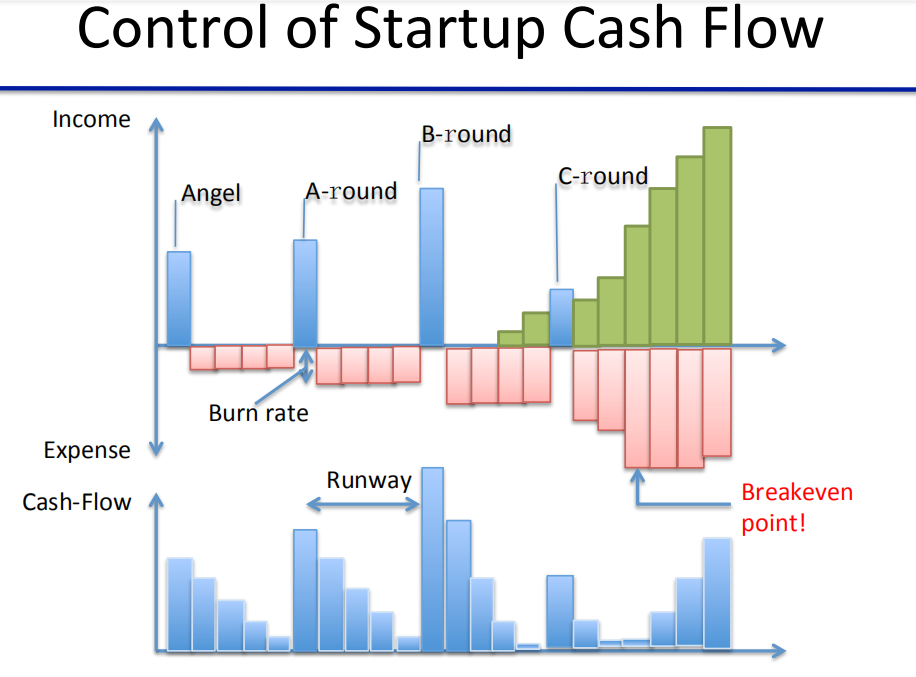 Control of Startup Cash Flow
Income
B-round
C-round
Angel
A-round
Burn rate
Expense
Runway
Cash-Flow
Breakeven
point!